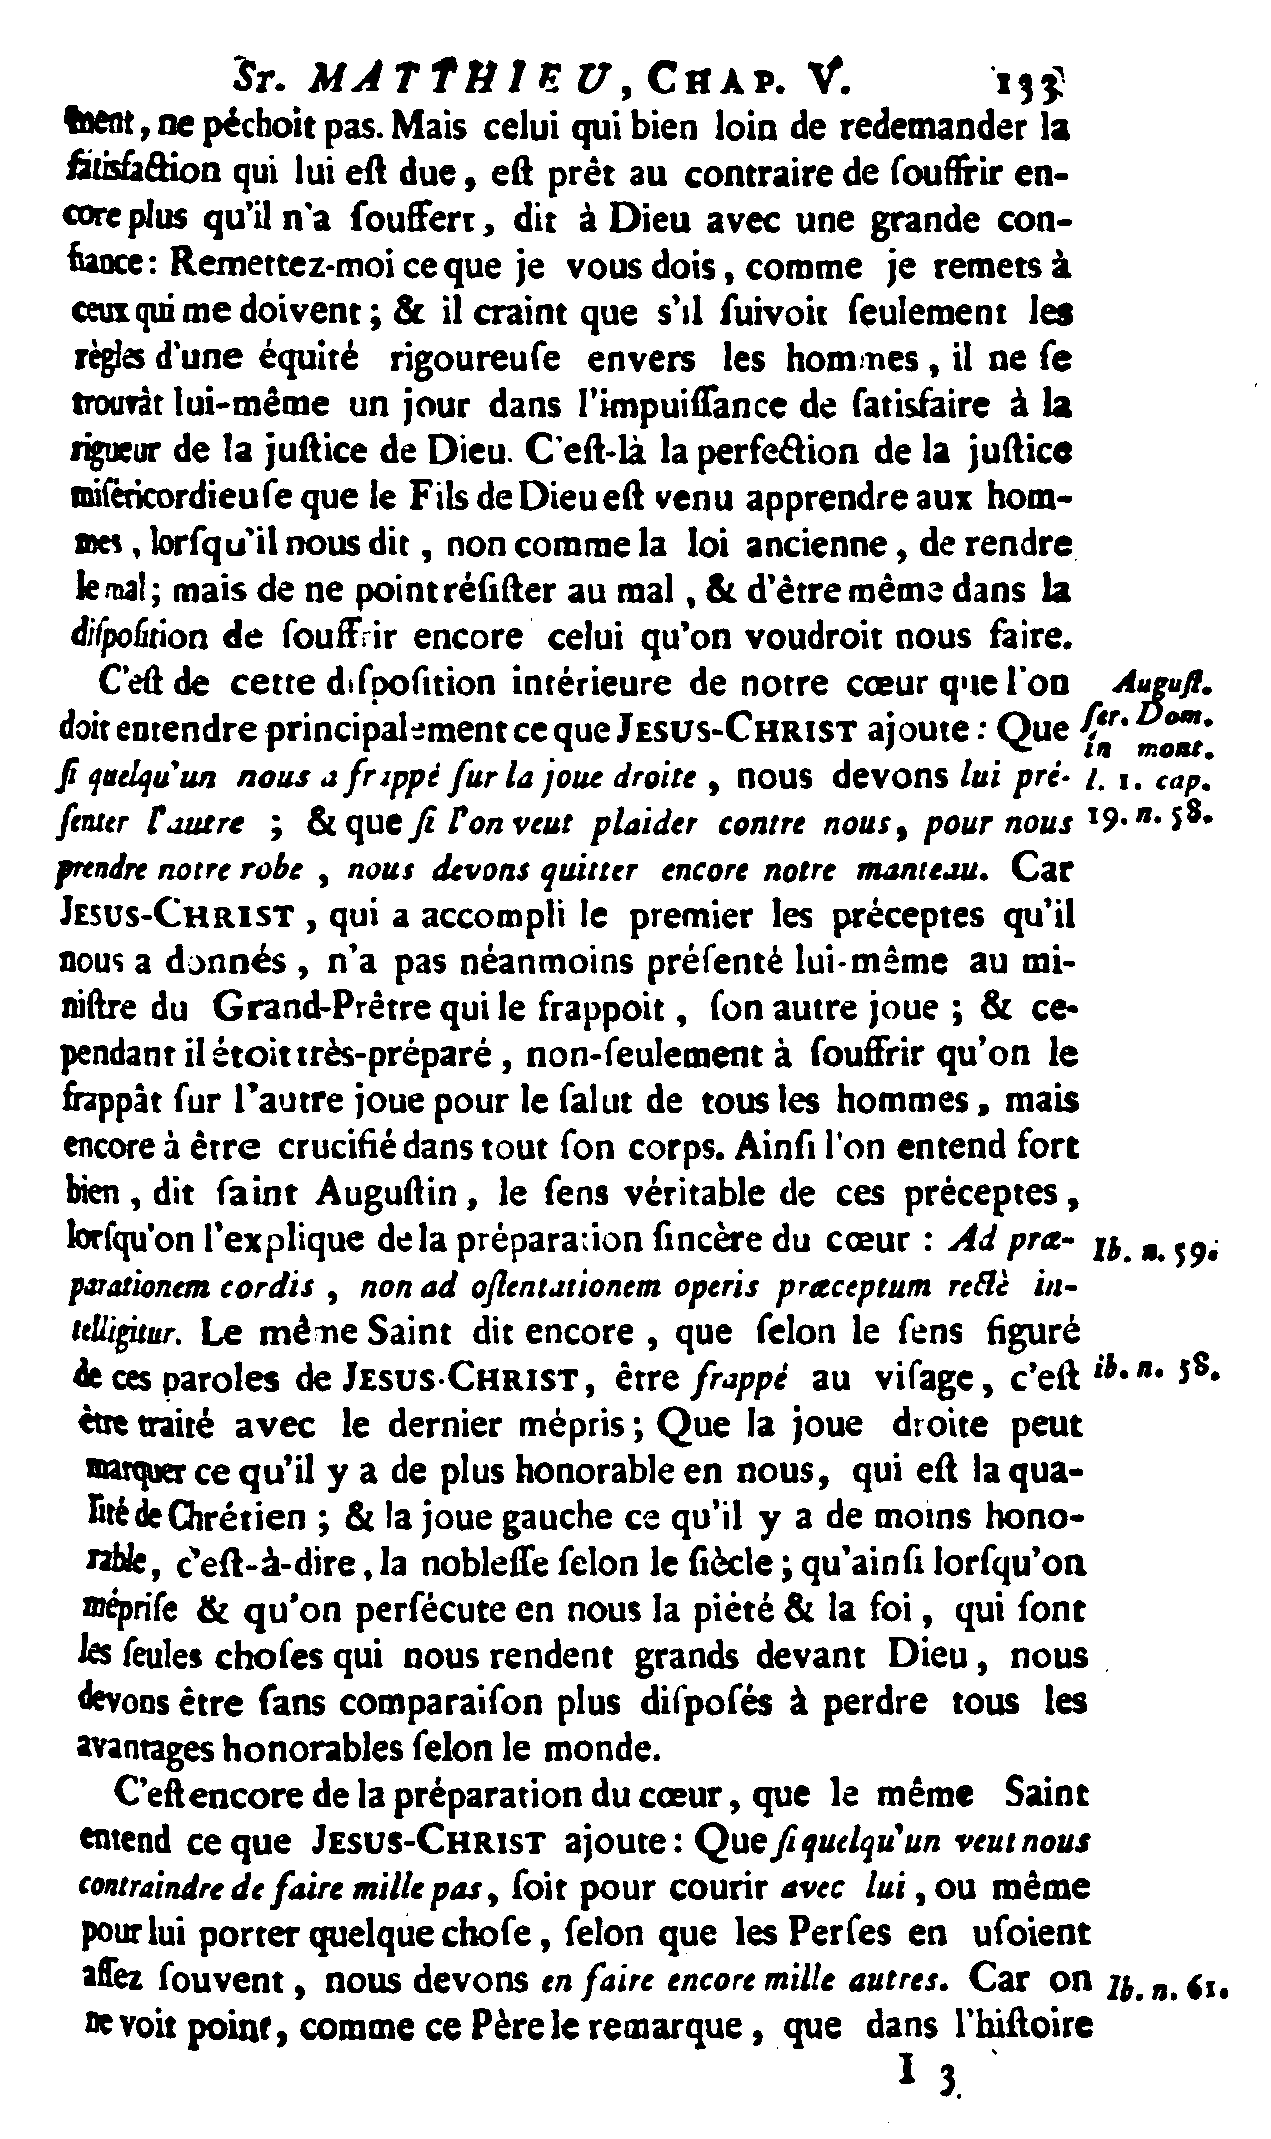 St. MATTHIEU, CHAP. V. 133
ment, ne péchoit pas. Mais celui qui bien loin de redemander la
ſatisfaction qui lui eſt due, eſt prêt au contraire de ſouffrir en-
core plus qu'il n'a ſouffert, dit à Dieu avec une grande con-
fiance: Remettez-moi ce que je vous dois, comme je remets à
ceux qui me doivent; & il craint que s'il ſuivoit ſeulement les
règles d'une équité rigoureuſe envers les hommes, il ne ſe
trouvât lui-même un jour dans l'impuiſſance de ſatisfaire à la
rigueur de la juſtice de Dieu. C'eſt-là la perfection de la juſtice
miſéricordieuſe que le Fils de Dieu eſt venu apprendre aux hom-
mes, lorſqu'il nous dit, non comme la loi ancienne, de rendre
le mal; mais de ne point réſiſter au mal, & d'être même dans la
diſpoſition de ſouffrir encore celui qu'on voudroit nous faire.
C'eſt de cette diſpoſition intérieure de notre cœur que l'on
doit entendre principalement ce que JESUS-CHRIST ajoute: Que
ſi quelqu'un nous a frappé ſur la joue droite, nous devons lui pré-
ſenter l'autre; & que ſi l'on veut plaider contre nous, pour nous
prendre notre robe, nous devons quitter encore notre manteau. Car
JESUS-CHRIST, qui a accompli le premier les préceptes qu'il
nous a donnés, n'a pas néanmoins préſenté lui-même au mi-
niſtre du Grand-Prêtre qui le frappoit, ſon autre joue; & ce-
pendant il étoit très-préparé, non-ſeulement à ſouffrir qu'on le
frappât ſur l'autre joue pour le ſalut de tous les hommes, mais
encore à être crucifié dans tout ſon corps. Ainſi l'on entend fort
bien, dit ſaint Auguſtin, le ſens véritable de ces préceptes,
lorſqu'on l'explique de la préparation ſincère du cœur: Ad præ-
parationem cordis, non ad oſtentationem operis præceptum rectè in-
telligitur. Le même Saint dit encore, que ſelon le ſens figuré
de ces paroles de JESUS-CHRIST, être frappé au viſage, c'eſt
être traité avec le dernier mépris; Que la joue droite peut
marquer ce qu'il y a de plus honorable en nous, qui eſt la qua-
lité de Chrétien; & la joue gauche ce qu'il y a de moins hono-
rable, c'eſt-à-dire, la nobleſſe ſelon le ſiècle; qu'ainſi lorſqu'on
mépriſe & qu'on perſécute en nous la piété & la foi, qui ſont
les ſeules choſes qui nous rendent grands devant Dieu, nous
devons être ſans comparaiſon plus diſpoſés à perdre tous les
avantages honorables ſelon le monde.
C'eſt encore de la préparation du cœur, que le même Saint
entend ce que JESUS-CHRIST ajoute: Que ſi quelqu'un veut nous
contraindre de faire mille pas, ſoit pour courir avec lui, ou même
pour lui porter quelque choſe, ſelon que les Perſes en uſoient
aſſez ſouvent, nous devons en faire encore mille autres. Car on
ne voit point, comme ce Père le remarque, que dans l'hiſtoire
I 3
Auguſt.
ſer. Dom.
in mont.
l. 1. cap.
19. n. 58.
Ib. n. 59.
ib. n. 58.
Ib. n. 61.